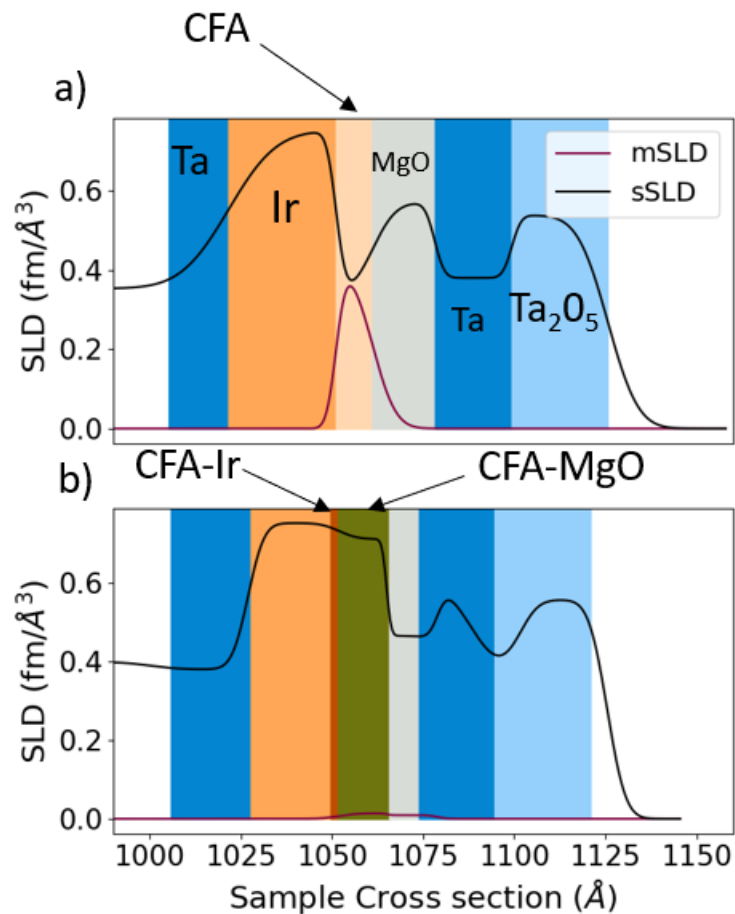 CFA
a)
Ta
Ir
MgO
Ta
Ta₂0₅
mSLD
sSLD
SLD (fm/Å³)
0.6
0.4
0.2
0.0
CFA-Ir
CFA-MgO
b)
SLD (fm/Å³)
0.6
0.4
0.2
0.0
1000 1025 1050 1075 1100 1125 1150
Sample Cross section (Å)